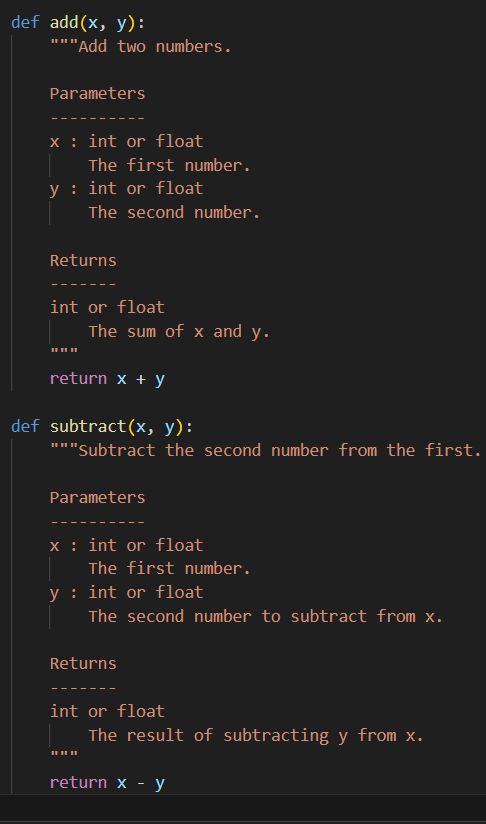 def add(x, y):
    """Add two numbers.

    Parameters
    ----------
    x : int or float
        The first number.
    y : int or float
        The second number.

    Returns
    -------
    int or float
        The sum of x and y.
    """
    return x + y

def subtract(x, y):
    """Subtract the second number from the first.

    Parameters
    ----------
    x : int or float
        The first number.
    y : int or float
        The second number to subtract from x.

    Returns
    -------
    int or float
        The result of subtracting y from x.
    """
    return x - y